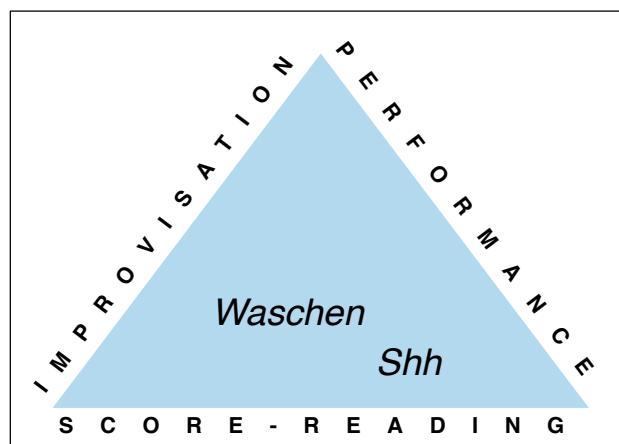 IMPROVISATION
PERFORMANCE
Waschen
Shh
SCORE-READING